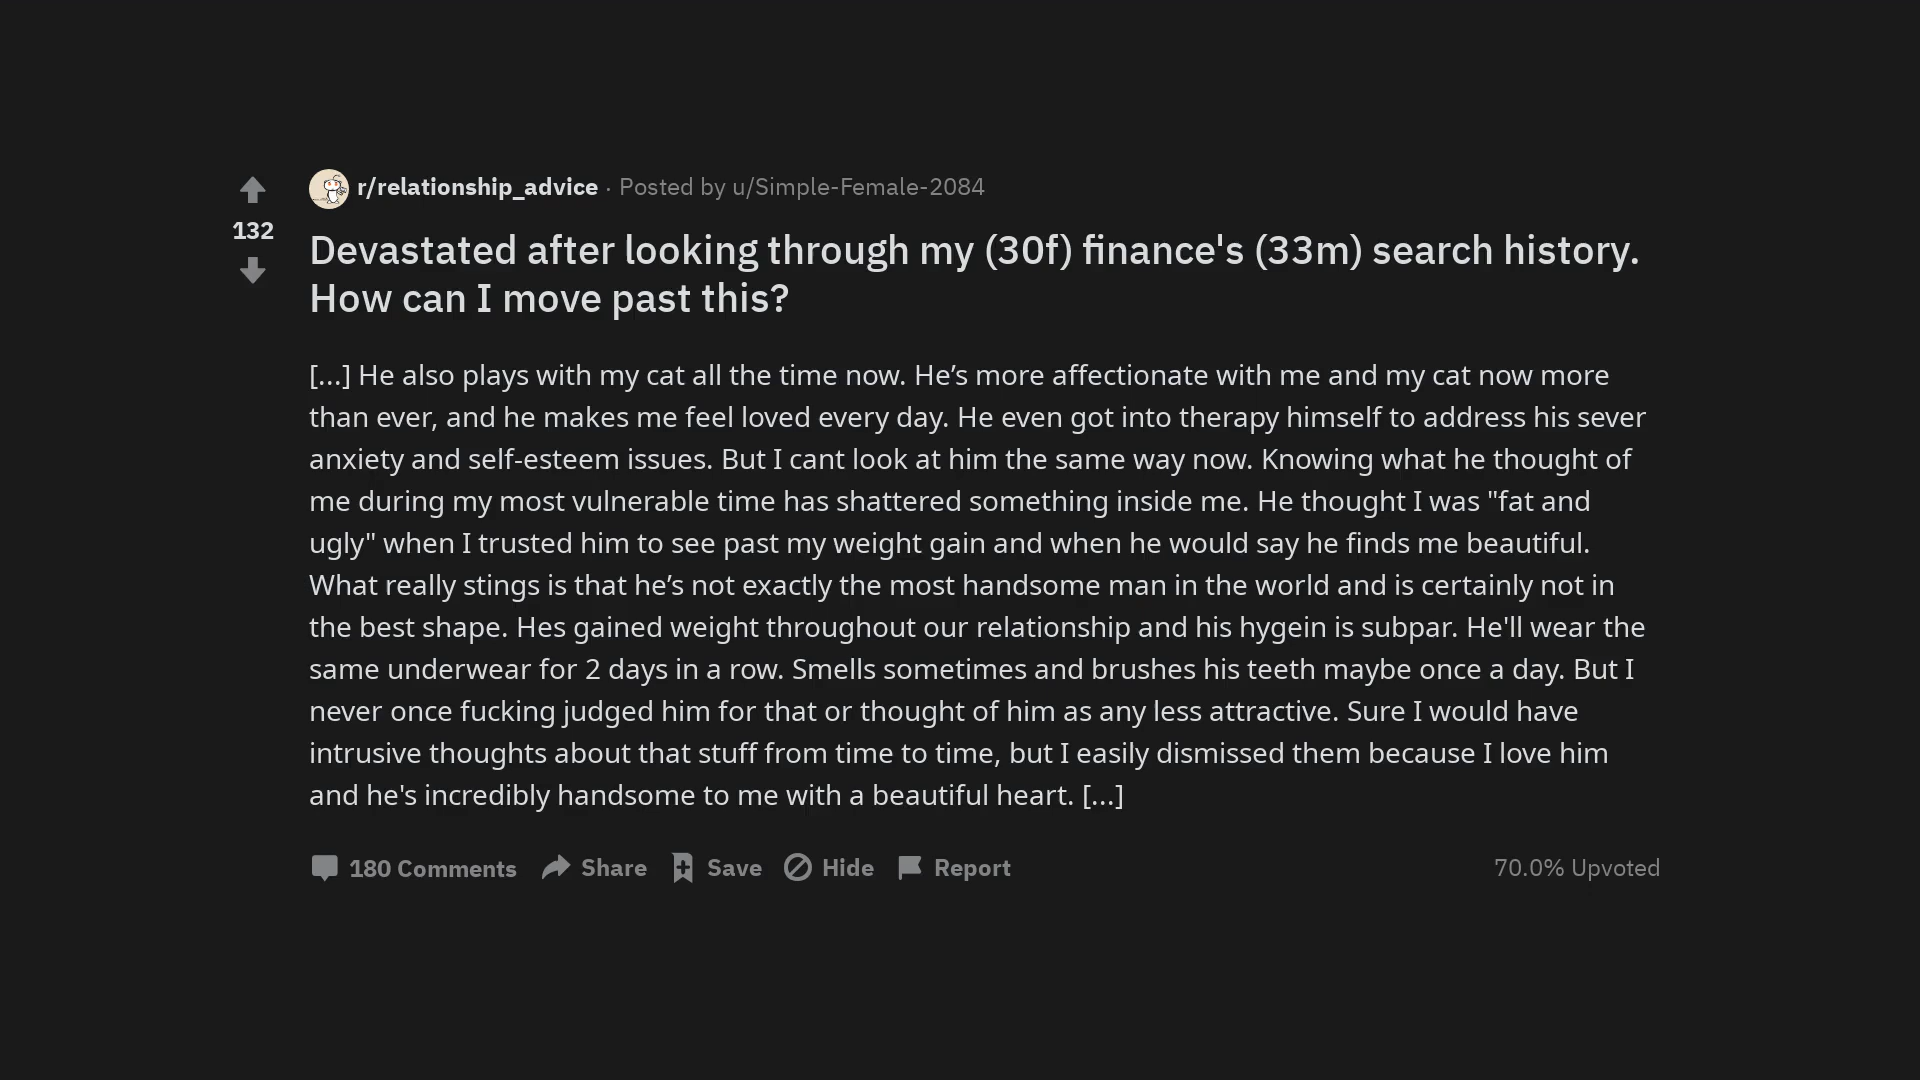 r/relationship_advice · Posted by u/Simple-Female-2084
132
Devastated after looking through my (30f) finance's (33m) search history.
How can I move past this?
[...] He also plays with my cat all the time now. He’s more affectionate with me and my cat now more
than ever, and he makes me feel loved every day. He even got into therapy himself to address his sever
anxiety and self-esteem issues. But I cant look at him the same way now. Knowing what he thought of
me during my most vulnerable time has shattered something inside me. He thought I was "fat and
ugly" when I trusted him to see past my weight gain and when he would say he finds me beautiful.
What really stings is that he’s not exactly the most handsome man in the world and is certainly not in
the best shape. Hes gained weight throughout our relationship and his hygein is subpar. He'll wear the
same underwear for 2 days in a row. Smells sometimes and brushes his teeth maybe once a day. But I
never once fucking judged him for that or thought of him as any less attractive. Sure I would have
intrusive thoughts about that stuff from time to time, but I easily dismissed them because I love him
and he's incredibly handsome to me with a beautiful heart. [...]
180 Comments Share Save Hide Report 70.0% Upvoted